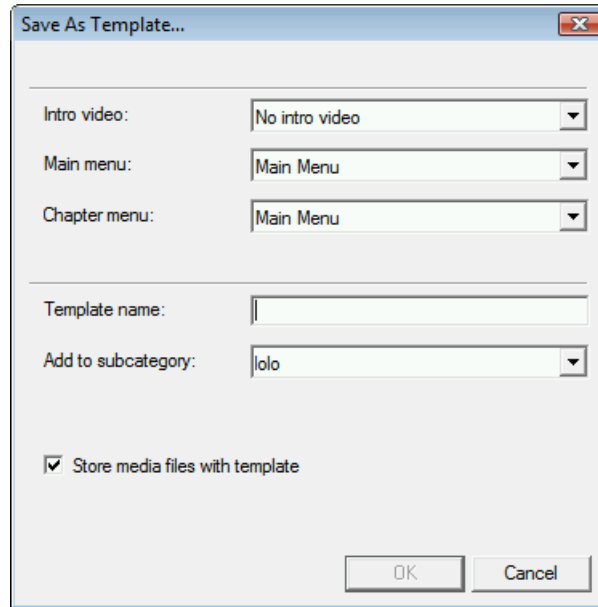 Save As Template...
Intro video: No intro video
Main menu: Main Menu
Chapter menu: Main Menu
Template name:
Add to subcategory: lolo
Store media files with template
OK Cancel